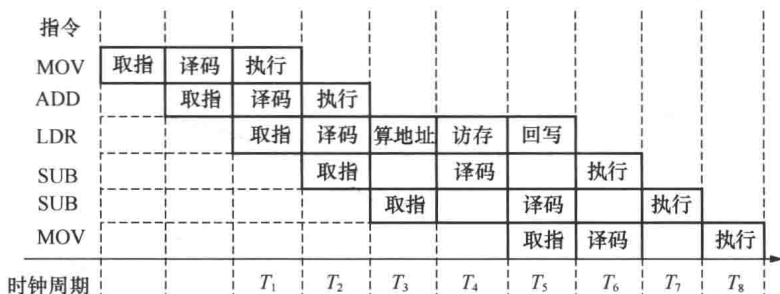 指令
MOV 取指 译码 执行
ADD 取指 译码 执行
LDR 取指 译码 算地址 访存 回写
SUB 取指 译码 执行
SUB 取指 译码 执行
MOV 取指 译码 执行
时钟周期 T₁ T₂ T₃ T₄ T₅ T₆ T₇ T₈